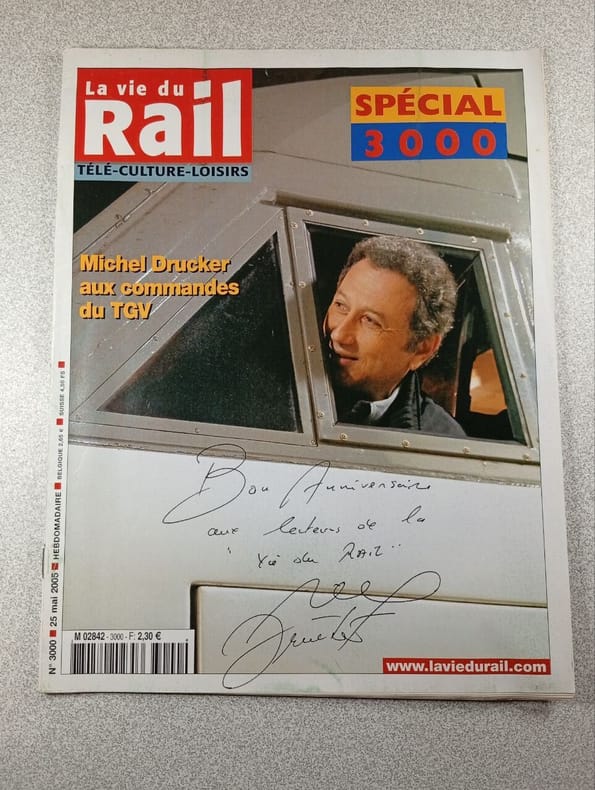 La vie du
Rail
TÉLÉ-CULTURE-LOISIRS
SPÉCIAL
3000
Michel Drucker
aux commandes
du TGV
Bon Anniversaire
aux lecteurs de la
"Vie du RAIL"
Drucker
N° 3000 ■ 25 mai 2005 ■ HEBDOMADAIRE ■ BELGIQUE 2,65 € ■ SUISSE 4,30 FS ■
M 02842 - 3000 - F: 2,30 €
www.laviedurail.com